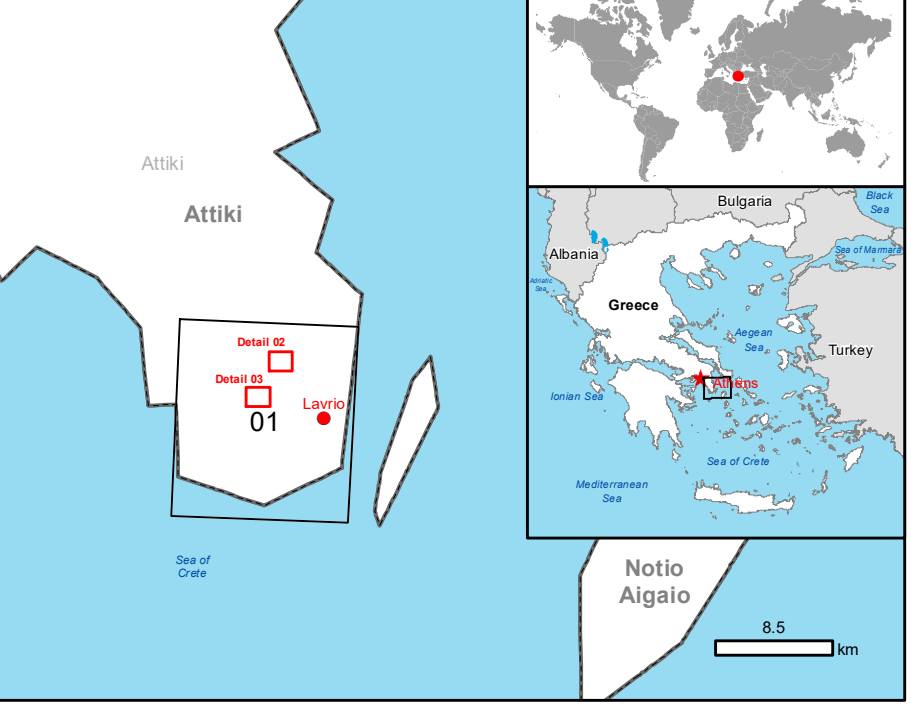 Attiki
Attiki
Detail 02
Detail 03
Lavrio
01
Sea of
Crete
Bulgaria
Black
Sea
Albania
Sea of Marmara
Adriatic
Sea
Greece
Aegean
Sea
Turkey
Athens
Ionian Sea
Sea of Crete
Mediterranean
Sea
Notio
Aigaio
8.5
km